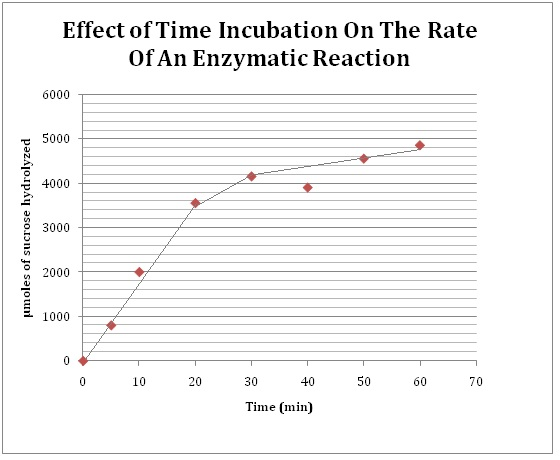 Effect of Time Incubation On The Rate
Of An Enzymatic Reaction
6000
5000
4000
3000
2000
1000
0
µmoles of sucrose hydrolyzed
0 10 20 30 40 50 60 70
Time (min)